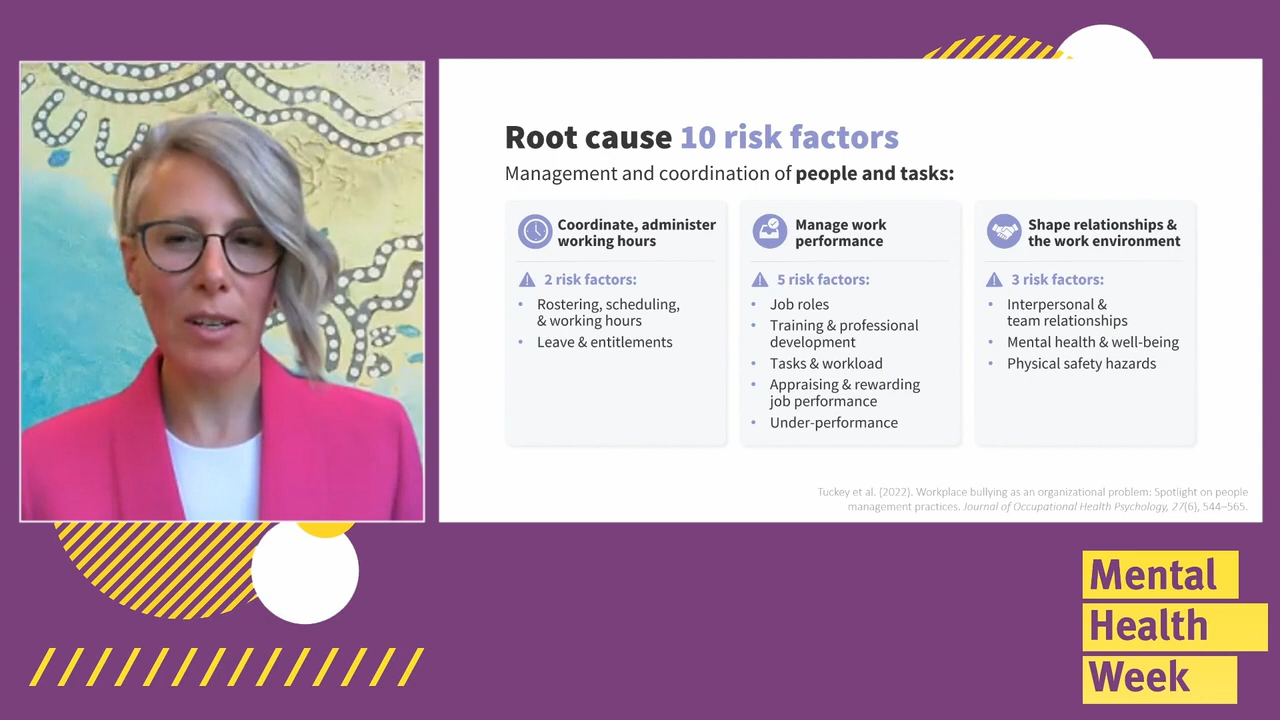 Root cause 10 risk factors
Management and coordination of people and tasks:
Coordinate, administer
working hours
2 risk factors:
• Rostering, scheduling,
& working hours
• Leave & entitlements
Manage work
performance
5 risk factors:
• Job roles
• Training & professional
development
• Tasks & workload
• Appraising & rewarding
job performance
• Under-performance
Shape relationships &
the work environment
3 risk factors:
• Interpersonal &
team relationships
• Mental health & well-being
• Physical safety hazards
Tuckey et al. (2022). Workplace bullying as an organizational problem: Spotlight on people
management practices. Journal of Occupational Health Psychology, 27(6), 544–565.
Mental
Health
Week